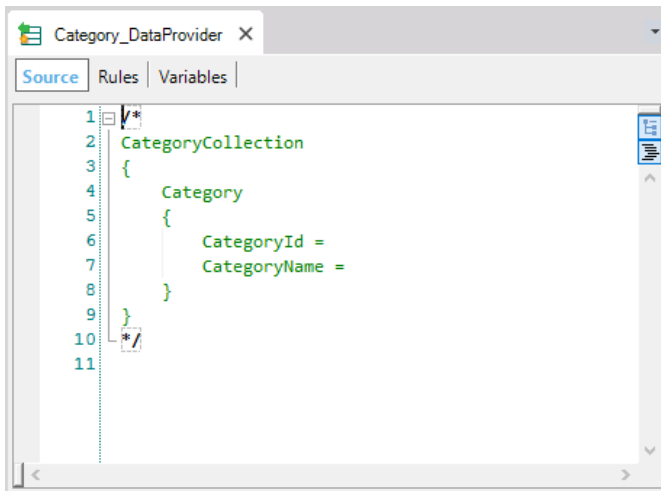 Category_DataProvider X
Source Rules Variables
1 /*
2 CategoryCollection
3 {
4 Category
5 {
6 CategoryId =
7 CategoryName =
8 }
9 }
10 */
11